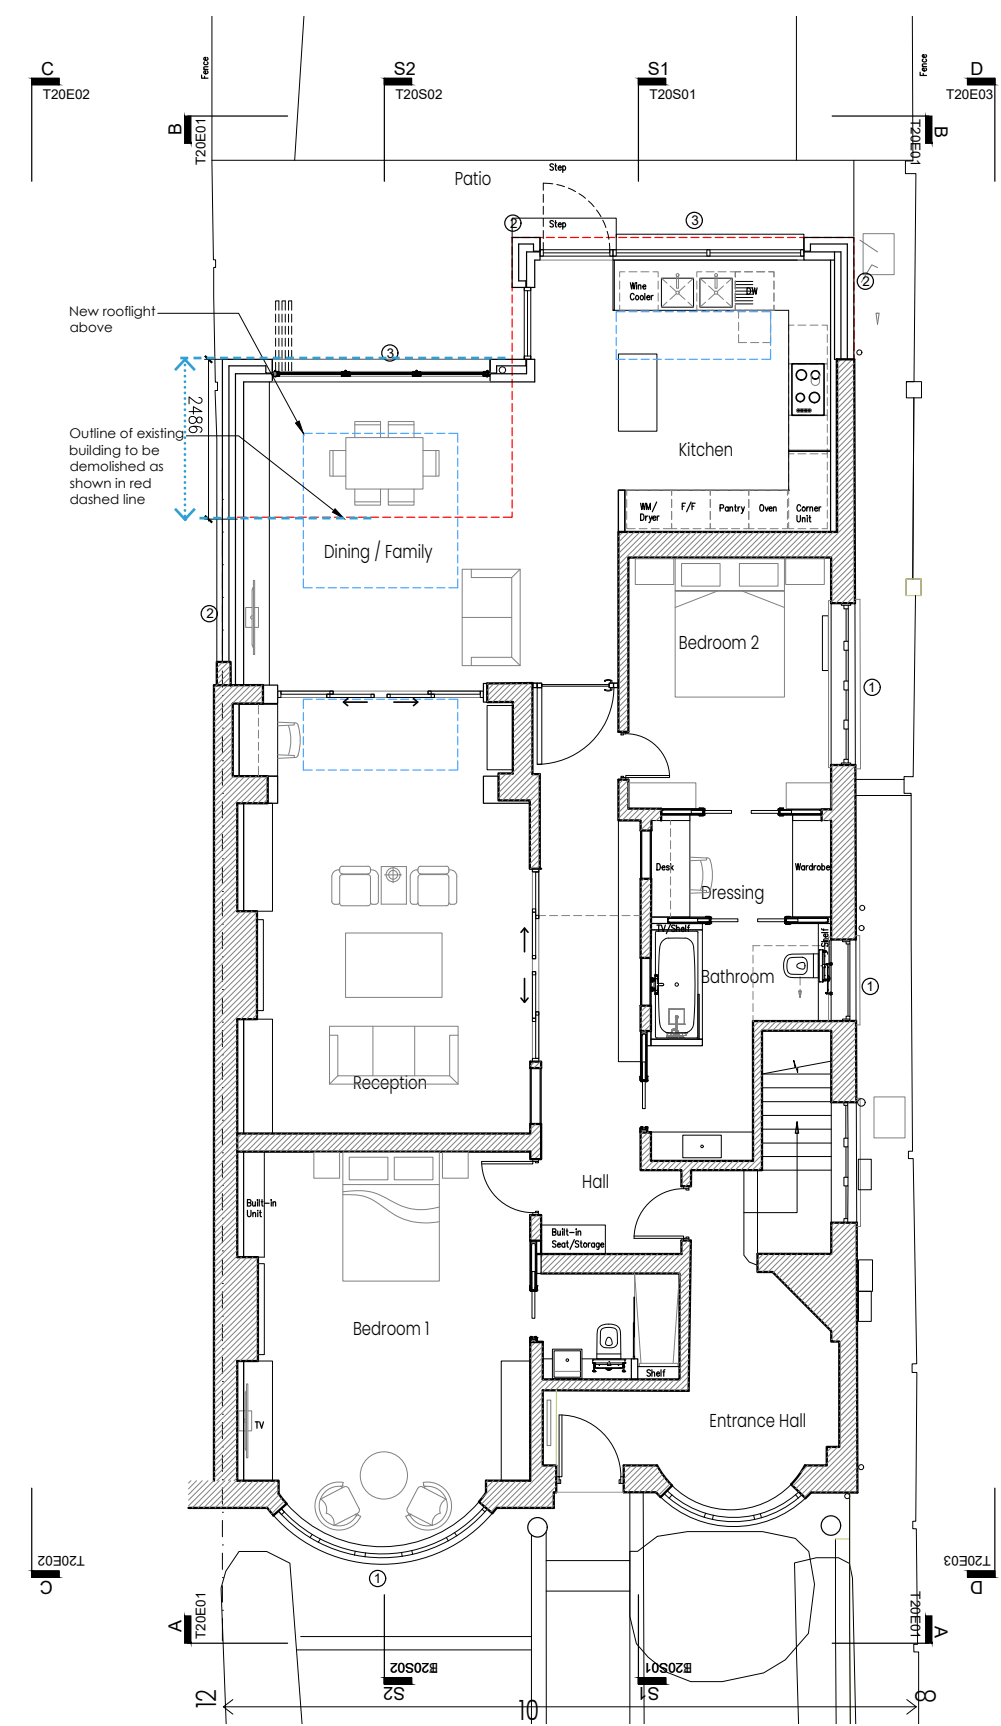 C
S2
S1
D
T20E02
T20S02
T20S01
T20E03
Fence
Fence
B
T20E01
T20E01
B
Step
Patio
Step
2
3
2
Wine
Cooler
DW
New rooflight
above
3
2486
Outline of existing
building to be
demolished as
shown in red
dashed line
Kitchen
WM/
Dryer
F/F
Pantry
Oven
Corner
Unit
Dining / Family
2
Bedroom 2
1
Desk
Wardrobe
Dressing
TV/Shelf
Shelf
Bathroom
1
Reception
Hall
Built-in
Unit
Built-in
Seat/Storage
Bedroom 1
Shelf
TV
Entrance Hall
T20E02
C
T20E03
D
1
A
T20E01
T20E01
A
B20S02
S2
B20S01
S1
12
10
8